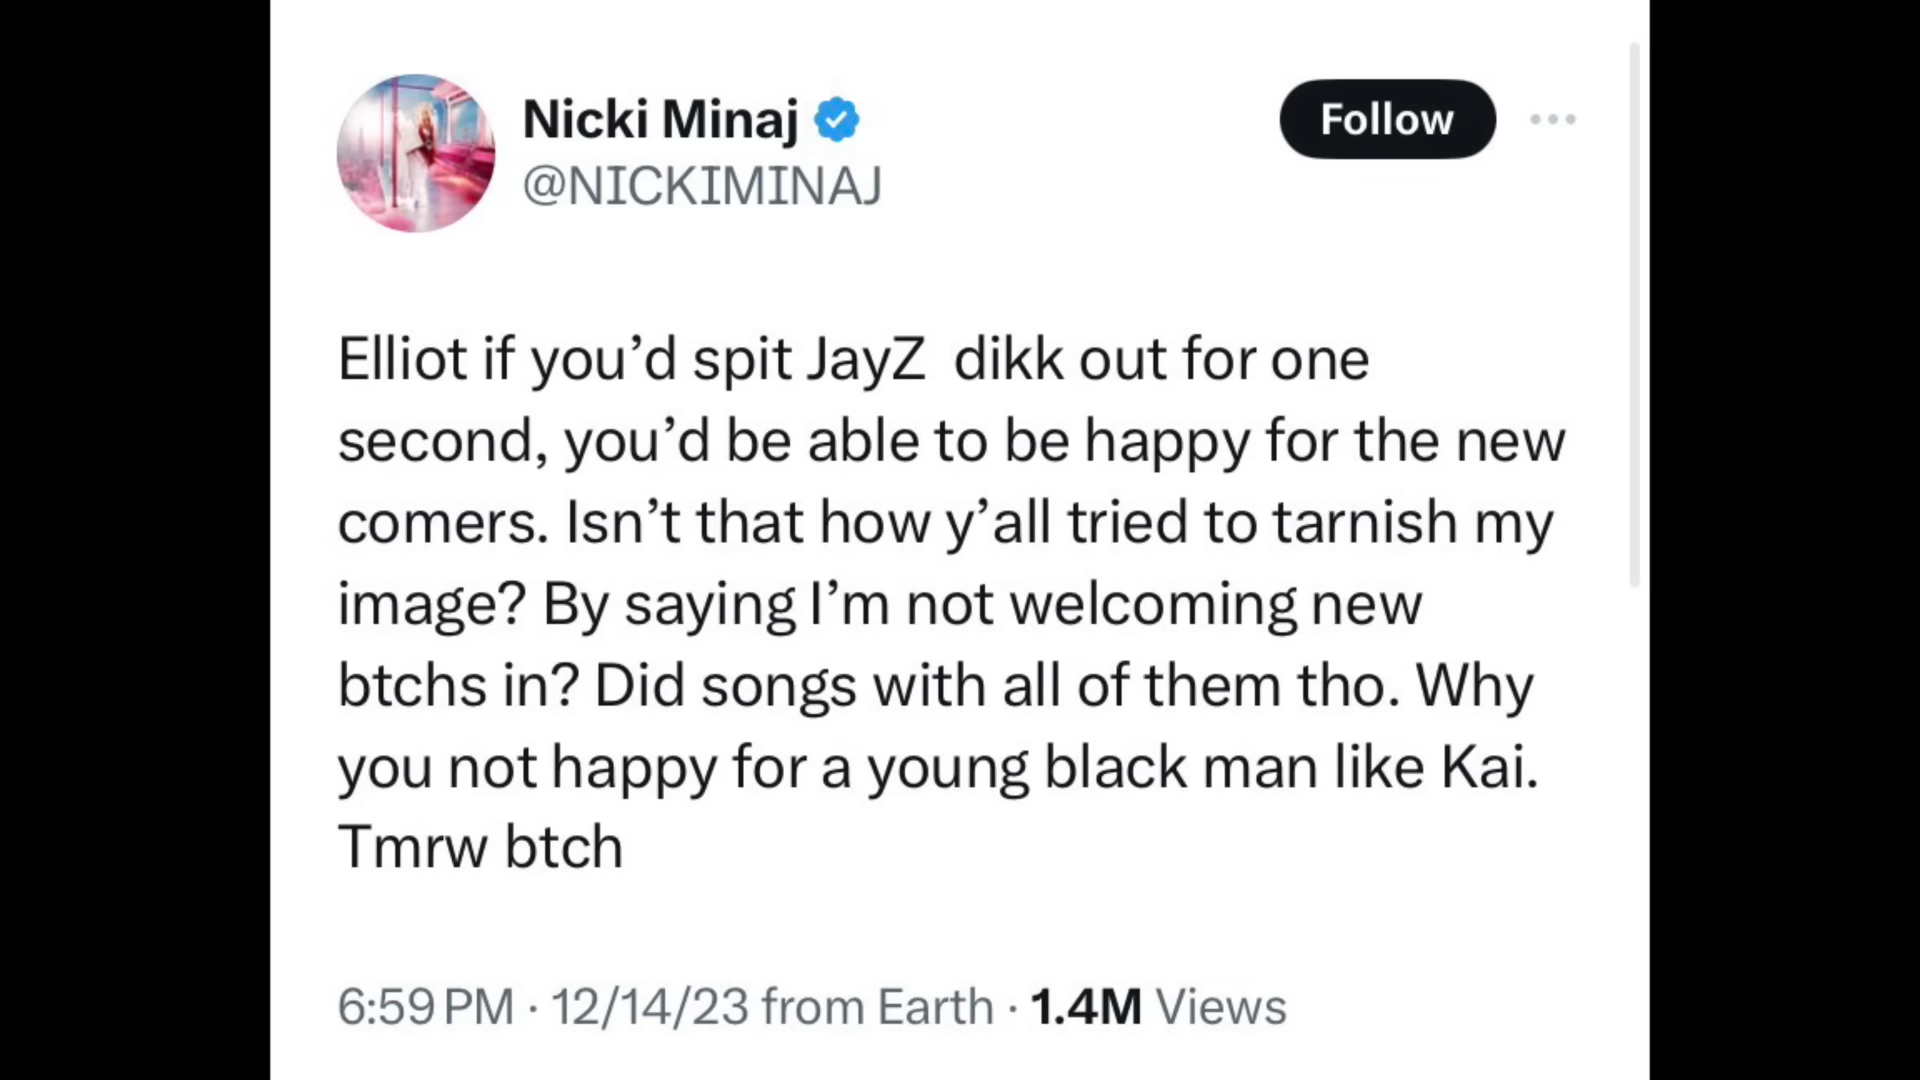 Nicki Minaj
@NICKIMINAJ
Follow
Elliot if you’d spit JayZ  dikk out for one
second, you’d be able to be happy for the new
comers. Isn’t that how y’all tried to tarnish my
image? By saying I’m not welcoming new
btchs in? Did songs with all of them tho. Why
you not happy for a young black man like Kai.
Tmrw btch
6:59 PM · 12/14/23 from Earth · 1.4M Views